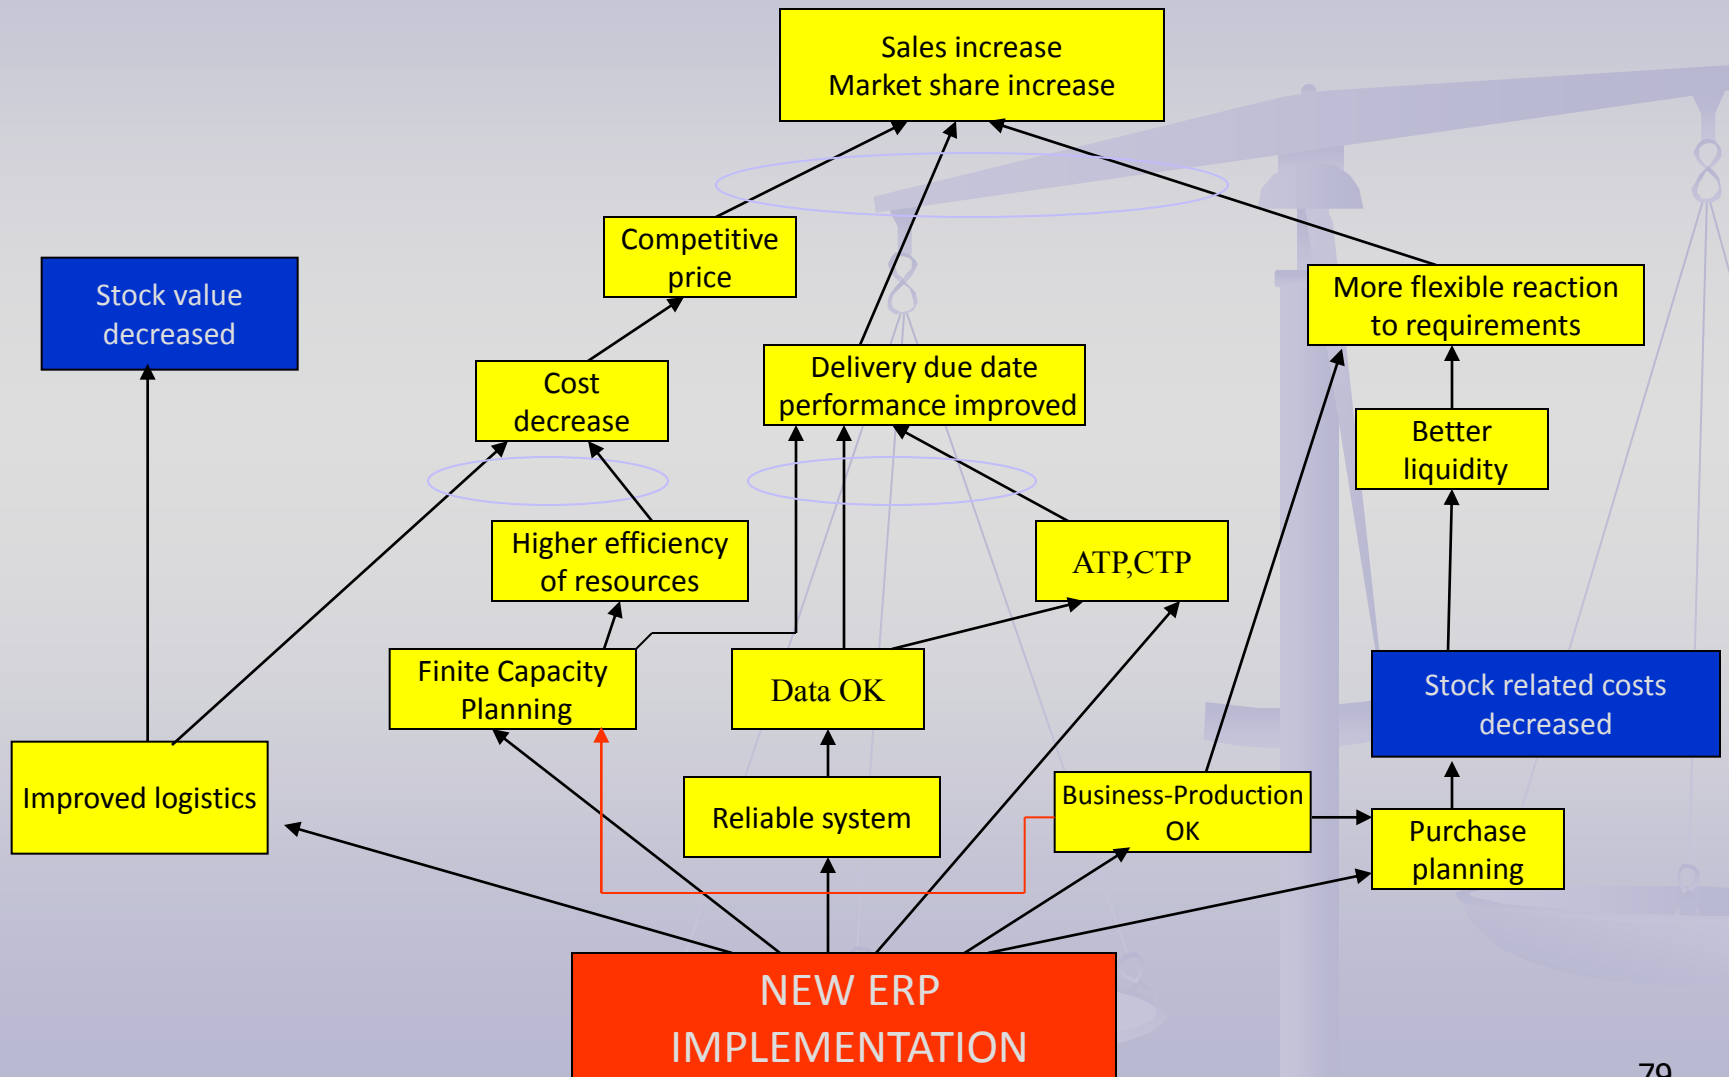 Sales increase
Market share increase
Competitive
price
Stock value
decreased
More flexible reaction
to requirements
Cost
decrease
Delivery due date
performance improved
Better
liquidity
Higher efficiency
of resources
ATP,CTP
Finite Capacity
Planning
Data OK
Stock related costs
decreased
Improved logistics
Reliable system
Business-Production
OK
Purchase
planning
NEW ERP
IMPLEMENTATION
79